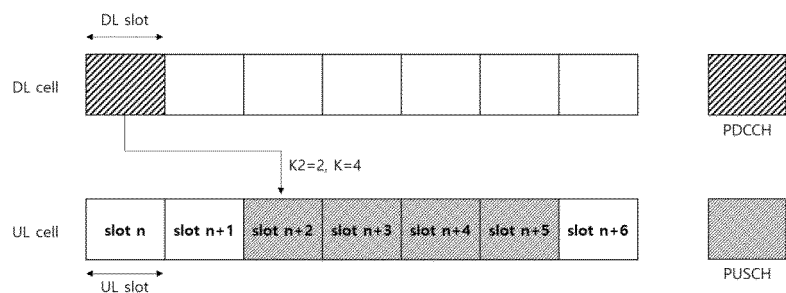 DL slot
DL cell
PDCCH
K2=2, K=4
UL cell
slot n
slot n+1
slot n+2
slot n+3
slot n+4
slot n+5
slot n+6
UL slot
PUSCH